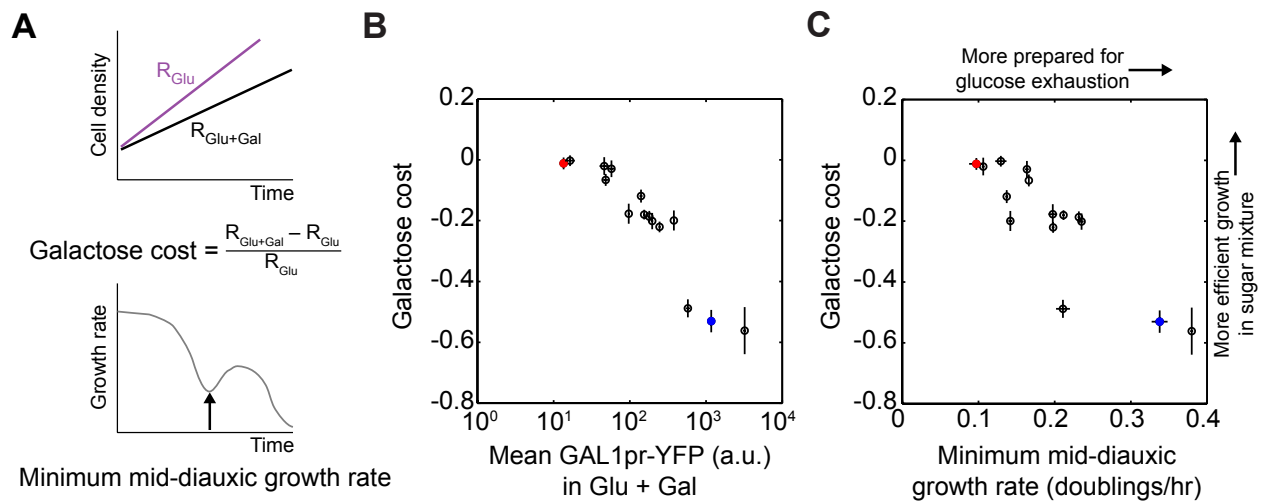 A
Cell density
R_Glu
R_Glu+Gal
Time
Galactose cost = (R_Glu+Gal – R_Glu) / R_Glu
Growth rate
Time
Minimum mid-diauxic growth rate
B
Galactose cost
0.2
0
-0.2
-0.4
-0.6
-0.8
10^0
10^1
10^2
10^3
10^4
Mean GAL1pr-YFP (a.u.)
in Glu + Gal
C
More prepared for
glucose exhaustion
Galactose cost
0.2
0
-0.2
-0.4
-0.6
-0.8
0
0.1
0.2
0.3
0.4
Minimum mid-diauxic
growth rate (doublings/hr)
More efficient growth
in sugar mixture